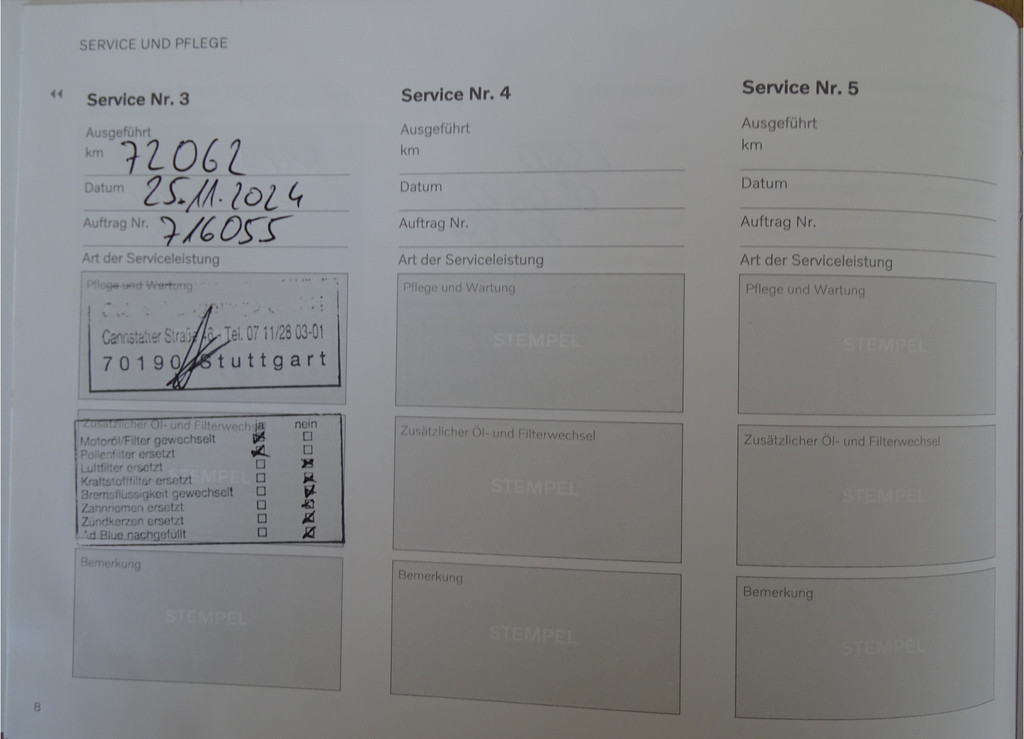 SERVICE UND PFLEGE
Service Nr. 3
Ausgeführt
km 72062
Datum 25.11.2024
Auftrag Nr. 716055
Art der Serviceleistung
Pflege und Wartung
Cannstatter Straße 46 - Tel. 07 11/28 03-01
70190 Stuttgart
Zusätzlicher Öl- und Filterwechsel
ja nein
Motoröl/Filter gewechselt
Pollenfilter ersetzt
Luftfilter ersetzt
Kraftstofffilter ersetzt
Bremsflüssigkeit gewechselt
Zahnriemen ersetzt
Zündkerzen ersetzt
Ad Blue nachgefüllt
STEMPEL
Bemerkung
STEMPEL
Service Nr. 4
Ausgeführt
km
Datum
Auftrag Nr.
Art der Serviceleistung
Pflege und Wartung
STEMPEL
Zusätzlicher Öl- und Filterwechsel
STEMPEL
Bemerkung
STEMPEL
Service Nr. 5
Ausgeführt
km
Datum
Auftrag Nr.
Art der Serviceleistung
Pflege und Wartung
STEMPEL
Zusätzlicher Öl- und Filterwechsel
STEMPEL
Bemerkung
STEMPEL
8